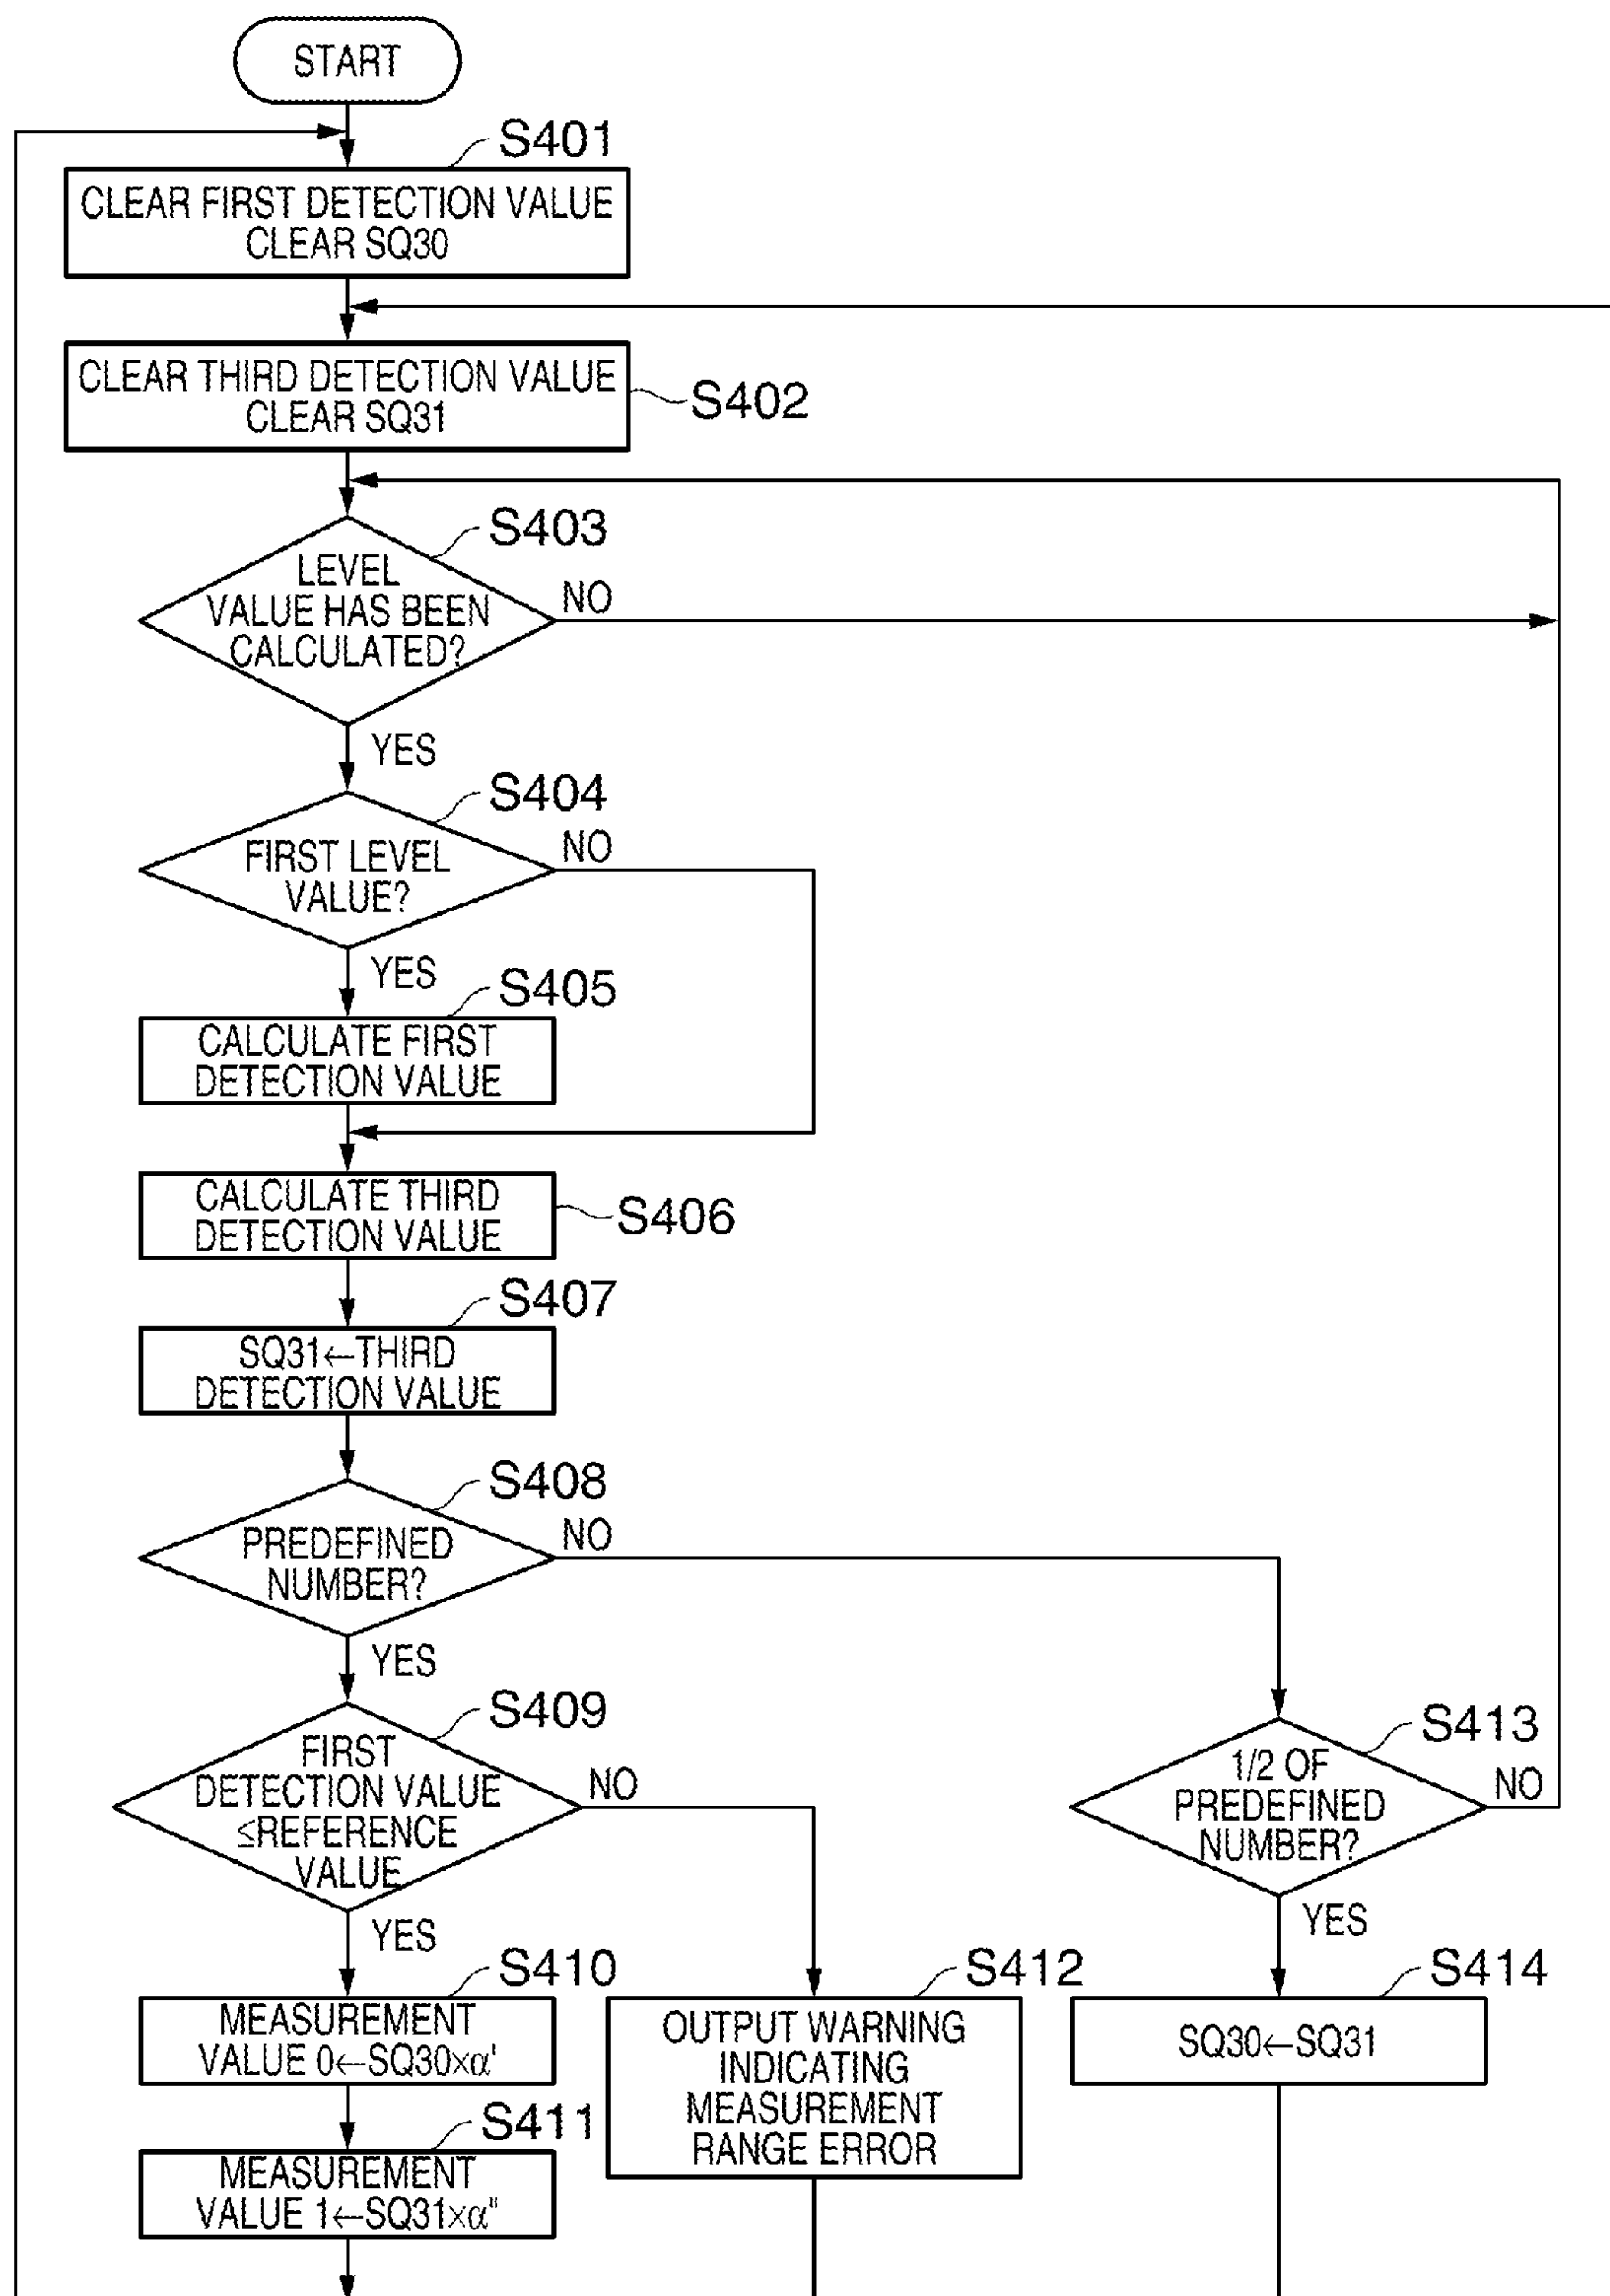 START
S401
CLEAR FIRST DETECTION VALUE
CLEAR SQ30
CLEAR THIRD DETECTION VALUE
CLEAR SQ31
S402
S403
LEVEL
VALUE HAS BEEN
CALCULATED?
NO
YES
S404
FIRST LEVEL
VALUE?
NO
YES
S405
CALCULATE FIRST
DETECTION VALUE
CALCULATE THIRD
DETECTION VALUE
S406
S407
SQ31←THIRD
DETECTION VALUE
S408
PREDEFINED
NUMBER?
NO
YES
S409
FIRST
DETECTION VALUE
≦REFERENCE
VALUE
NO
YES
S413
1/2 OF
PREDEFINED
NUMBER?
NO
YES
S410
MEASUREMENT
VALUE 0←SQ30×α'
S412
OUTPUT WARNING
INDICATING
MEASUREMENT
RANGE ERROR
S414
SQ30←SQ31
S411
MEASUREMENT
VALUE 1←SQ31×α"